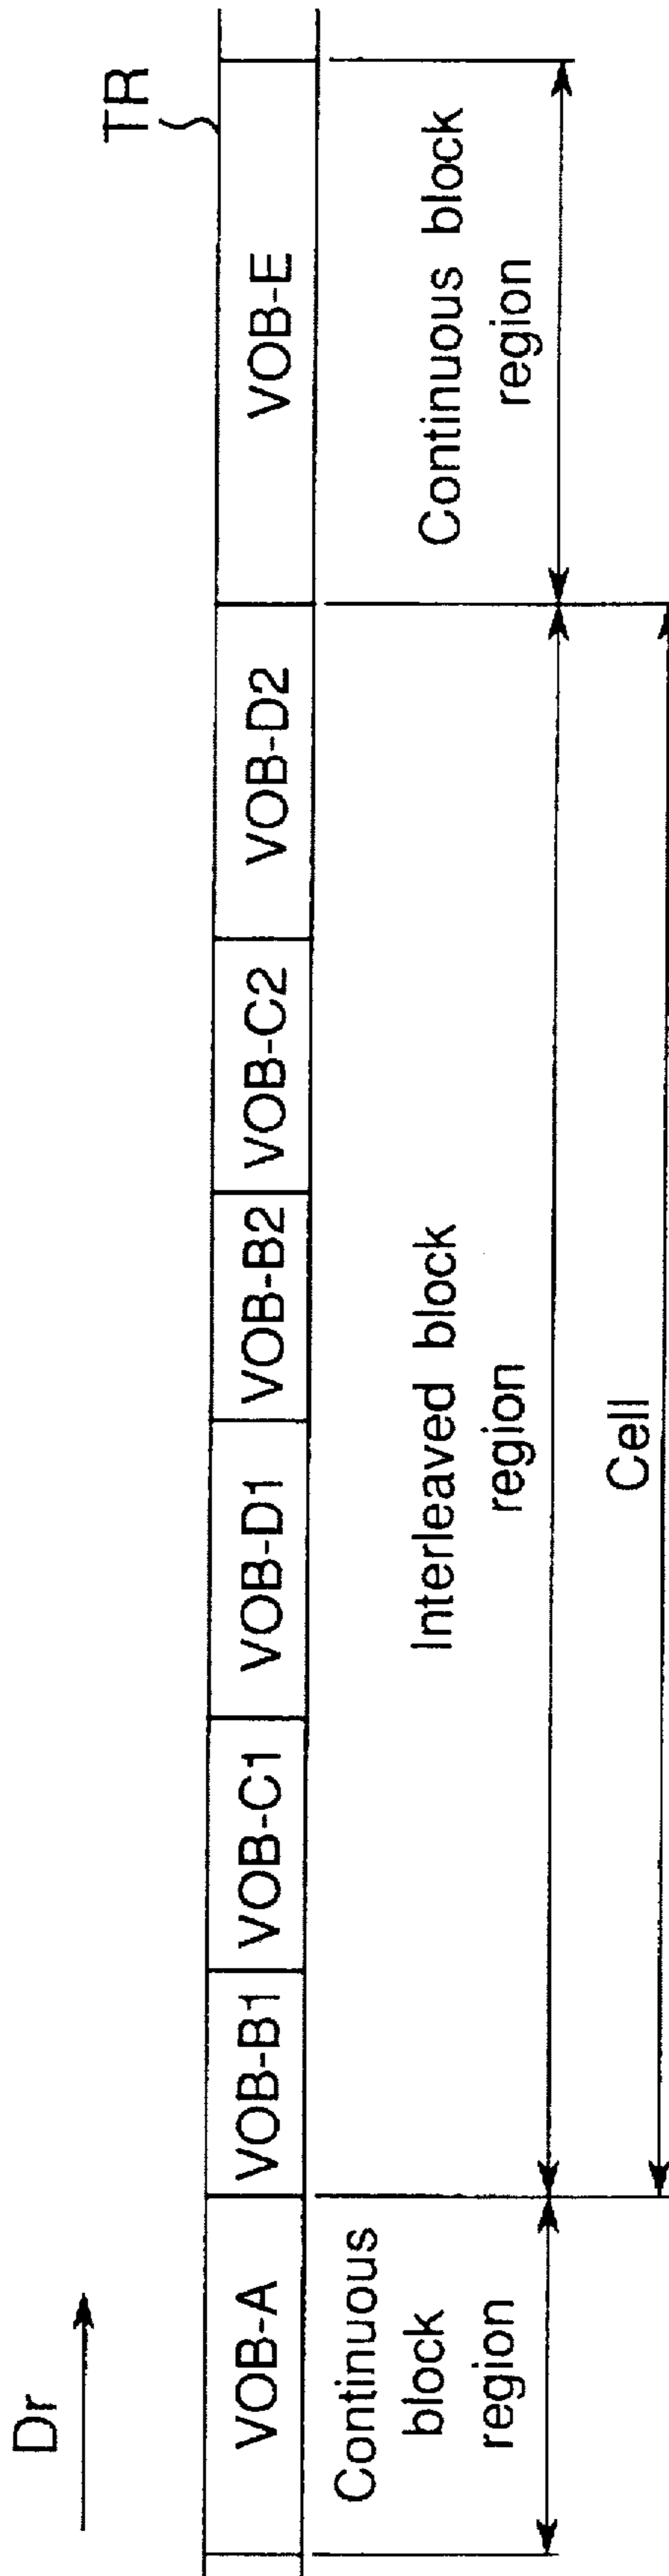 Dr
TR
VOB-A
VOB-B1
VOB-C1
VOB-D1
VOB-B2
VOB-C2
VOB-D2
VOB-E
Continuous
block
region
Interleaved block
region
Continuous block
region
Cell